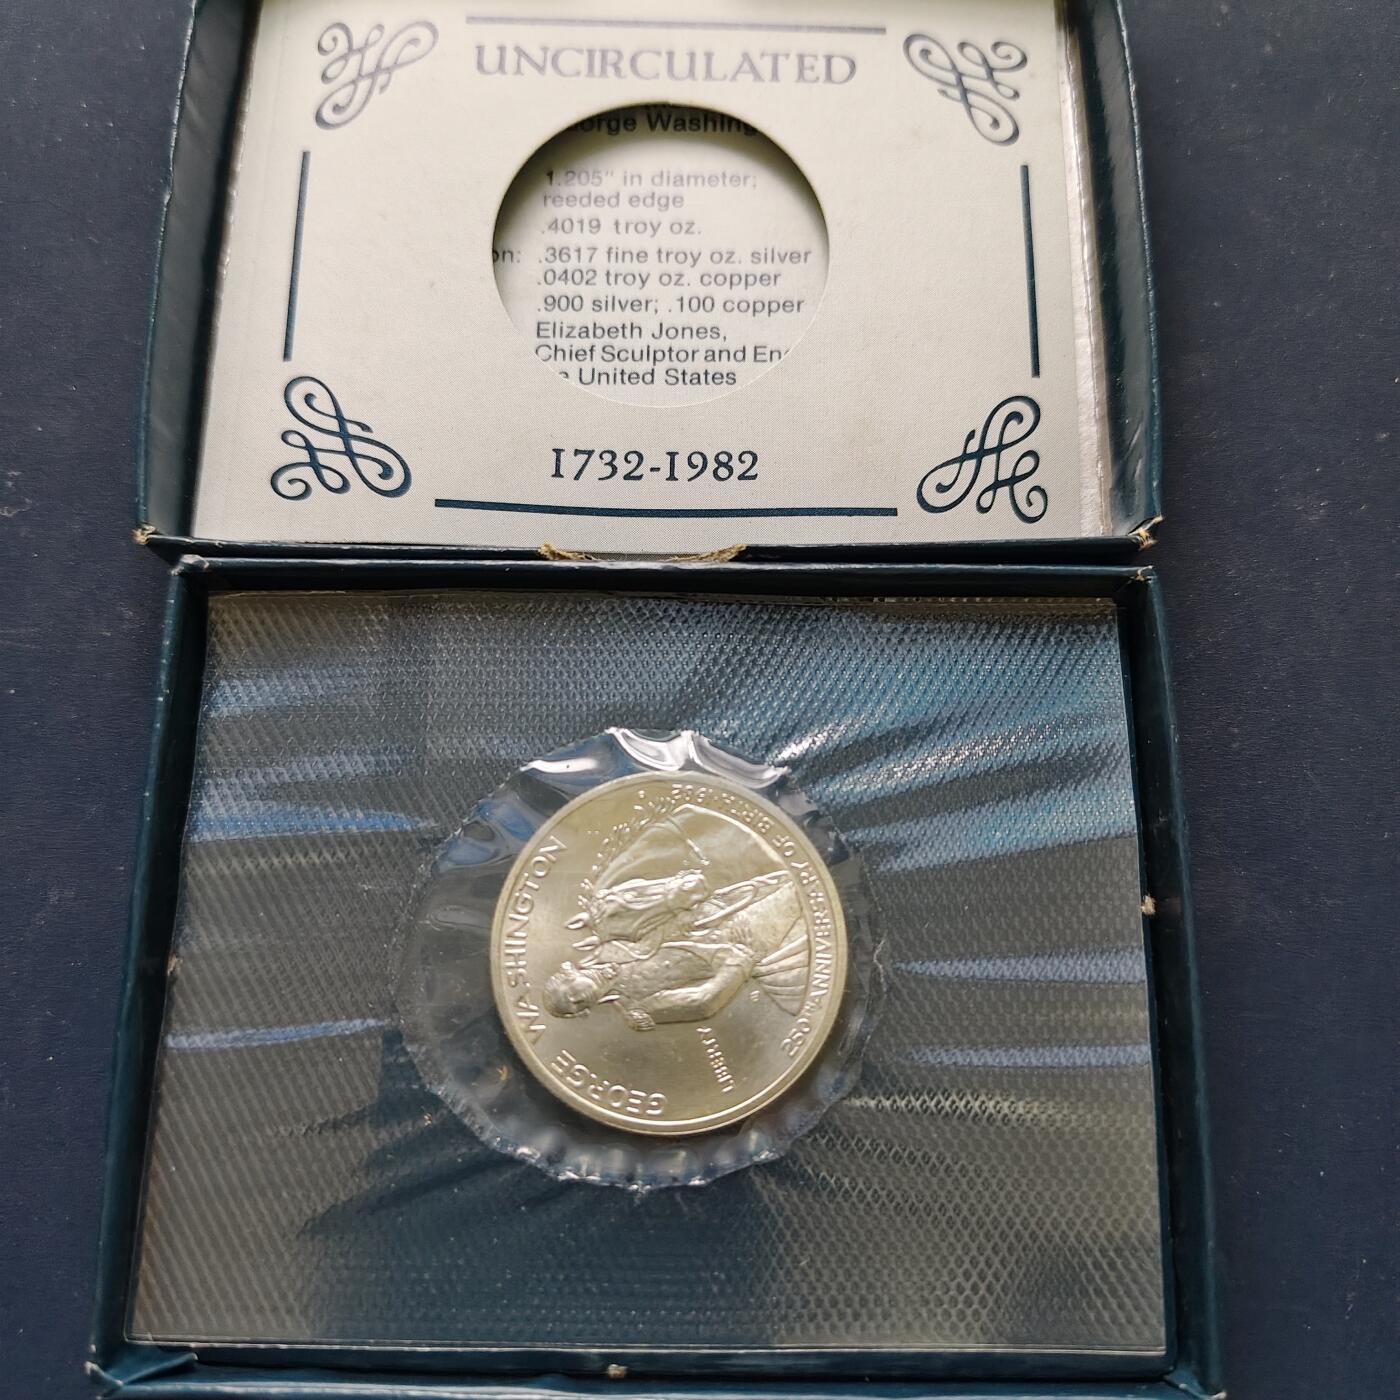 UNCIRCULATED
orge Washing
1.205" in diameter;
reeded edge
.4019 troy oz.
on: .3617 fine troy oz. silver
.0402 troy oz. copper
.900 silver; .100 copper
Elizabeth Jones,
Chief Sculptor and En
e United States
1732-1982
GEORGE WASHINGTON
LIBERTY
250TH ANNIVERSARY OF BIRTH 1982